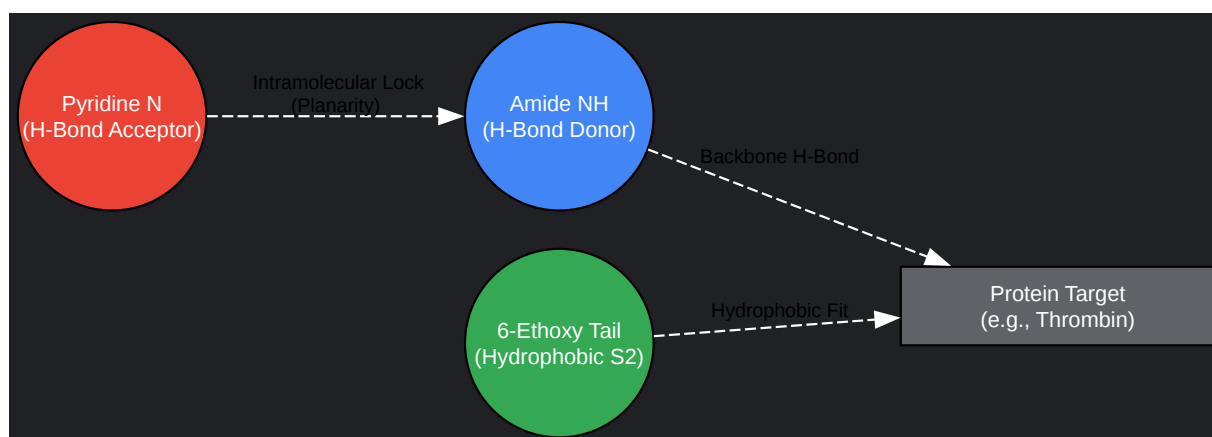 Pyridine N
(H-Bond Acceptor)
Intramolecular Lock
(Planarity)
Amide NH
(H-Bond Donor)
Backbone H-Bond
6-Ethoxy Tail
(Hydrophobic S2)
Hydrophobic Fit
Protein Target
(e.g., Thrombin)